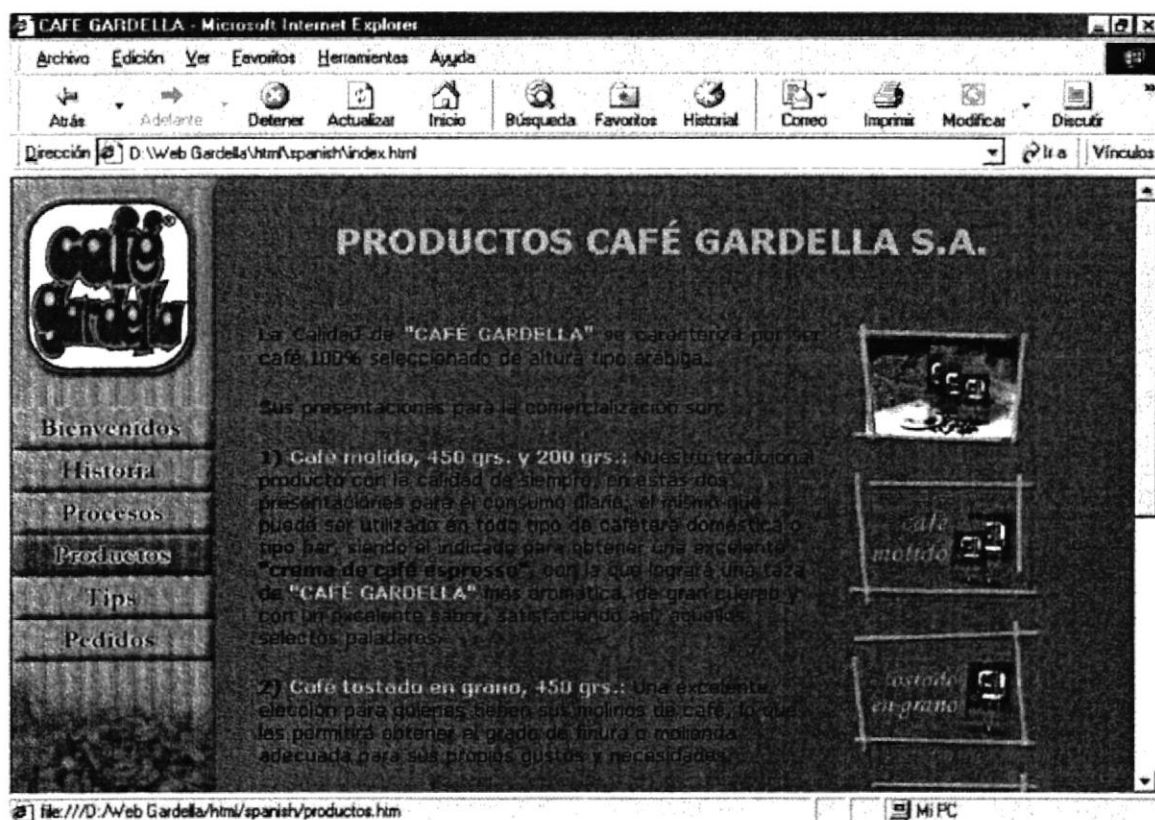 CAFE GARDELLA - Microsoft Internet Explorer
Archivo Edición Ver Favoritos Herramientas Ayuda
Atrás Adelante Detener Actualizar Inicio Búsqueda Favoritos Historial Correo Imprimir Modificar Discutir
Dirección D:\Web Gardella\html\spanish\index.html Ir a Vínculos
café ®
gardella
Bienvenidos
Historia
Procesos
Productos
Tips
Pedidos
PRODUCTOS CAFÉ GARDELLA S.A.
La Calidad de "CAFÉ GARDELLA" se caracteriza por ser
café 100% seleccionado de altura tipo arábiga.
Sus presentaciones para la comercialización son:
1) Café molido, 450 grs. y 200 grs.: Nuestro tradicional
producto con la calidad de siempre, en estas dos
presentaciones para el consumo diario, el mismo que
puede ser utilizado en todo tipo de cafetera doméstica o
tipo bar, siendo el indicado para obtener una excelente
"crema de café espresso", con la que logrará una taza
de "CAFÉ GARDELLA" más aromática, de gran cuerpo y
con un excelente sabor, satisfaciendo así, aquellos
selectos paladares.
2) Café tostado en grano, 450 grs.: Una excelente
elección para quienes tienen sus molinos de café, lo que
les permitirá obtener el grado de finura o molienda
adecuada para sus propios gustos y necesidades.
café
molido
tostado
en grano
file:///D:/Web Gardella/html/spanish/productos.htm Mi PC